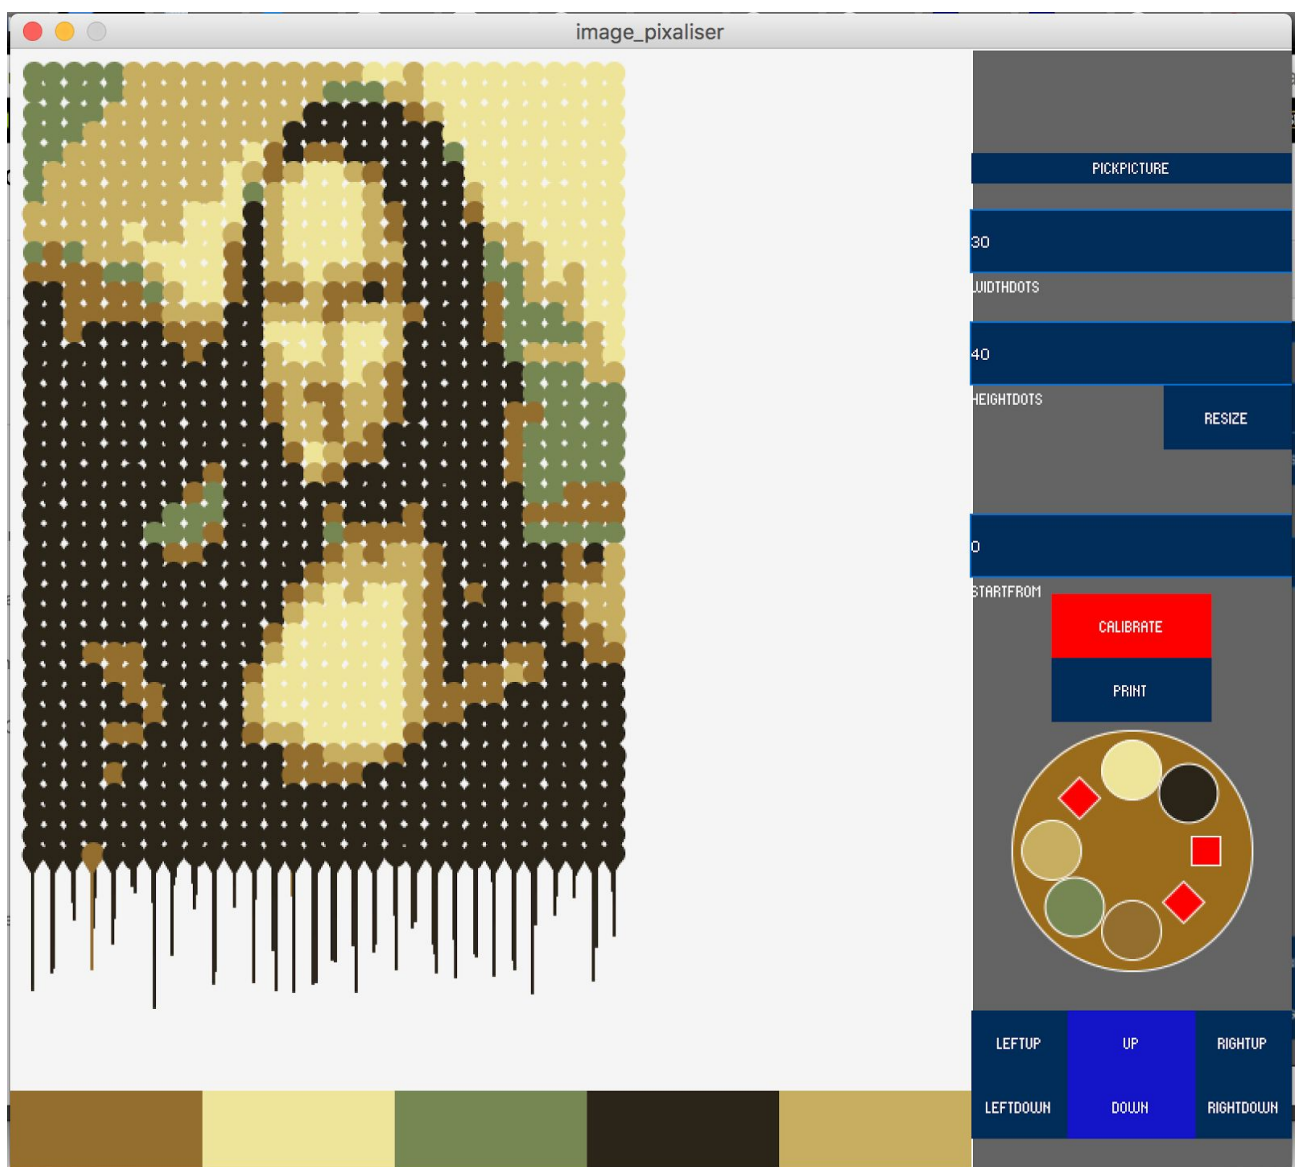 image_pixaliser
PICKPICTURE
30
WIDTHDOTS
40
HEIGHTDOTS
RESIZE
0
STARTFROM
CALIBRATE
PRINT
LEFTUP UP RIGHTUP
LEFTDOWN DOWN RIGHTDOWN